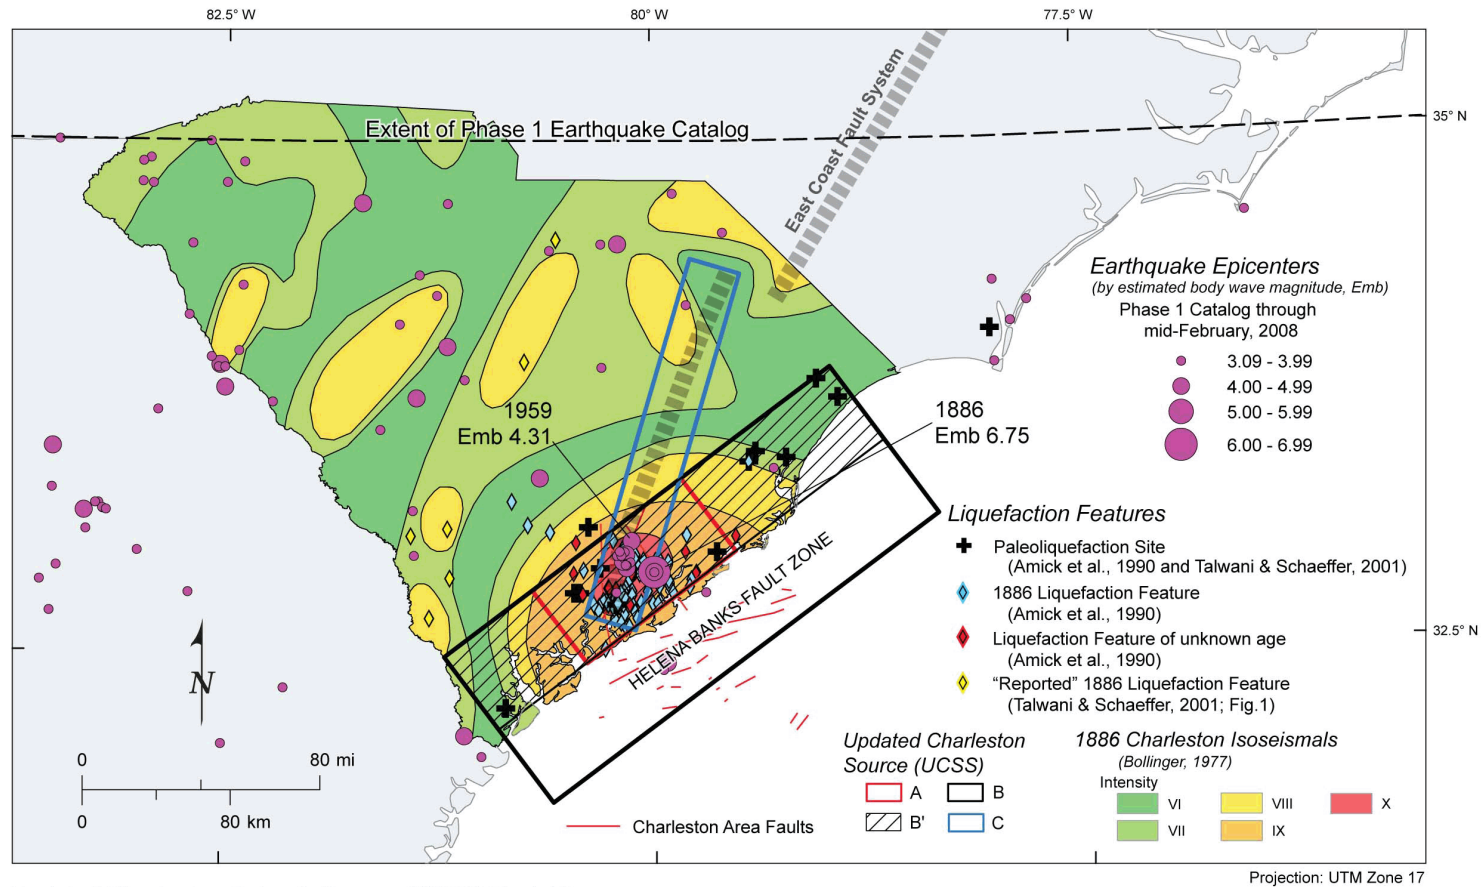 82.5° W
80° W
77.5° W
East Coast Fault System
Extent of Phase 1 Earthquake Catalog
35° N
Earthquake Epicenters
(by estimated body wave magnitude, Emb)
Phase 1 Catalog through
mid-February, 2008
3.09 - 3.99
4.00 - 4.99
5.00 - 5.99
6.00 - 6.99
1959
Emb 4.31
1886
Emb 6.75
Liquefaction Features
Paleoliquefaction Site
(Amick et al., 1990 and Talwani & Schaeffer, 2001)
1886 Liquefaction Feature
(Amick et al., 1990)
Liquefaction Feature of unknown age
(Amick et al., 1990)
"Reported" 1886 Liquefaction Feature
(Talwani & Schaeffer, 2001; Fig.1)
32.5° N
HELENA BANKS FAULT ZONE
N
0 80 mi
0 80 km
Updated Charleston
Source (UCSS)
A B
B' C
Charleston Area Faults
1886 Charleston Isoseismals
(Bollinger, 1977)
Intensity
VI VIII X
VII IX
Projection: UTM Zone 17